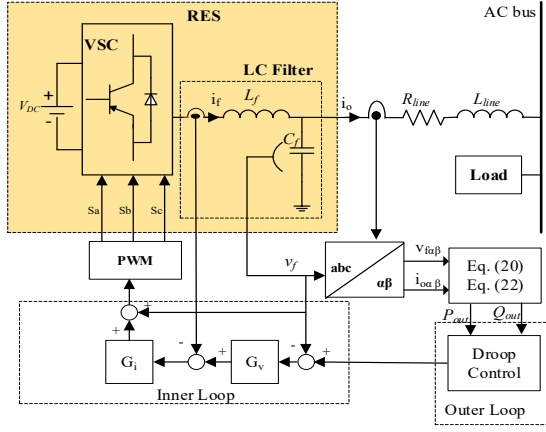 RES
AC bus
VSC
LC Filter
V_DC
+
-
i_f
L_f
i_o
R_line
L_line
C_f
Load
Sa
Sb
Sc
PWM
v_f
abc
αβ
v_fαβ
i_oαβ
Eq. (20)
Eq. (22)
P_out
Q_out
+
+
-
+
-
+
G_i
G_v
Droop
Control
Inner Loop
Outer Loop